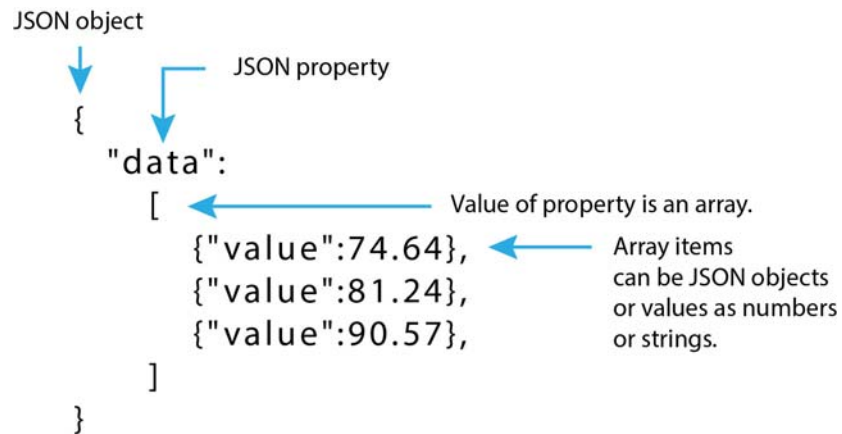 JSON object
JSON property
{
"data":
[
Value of property is an array.
{"value":74.64},
Array items
can be JSON objects
or values as numbers
or strings.
{"value":81.24},
{"value":90.57},
]
}